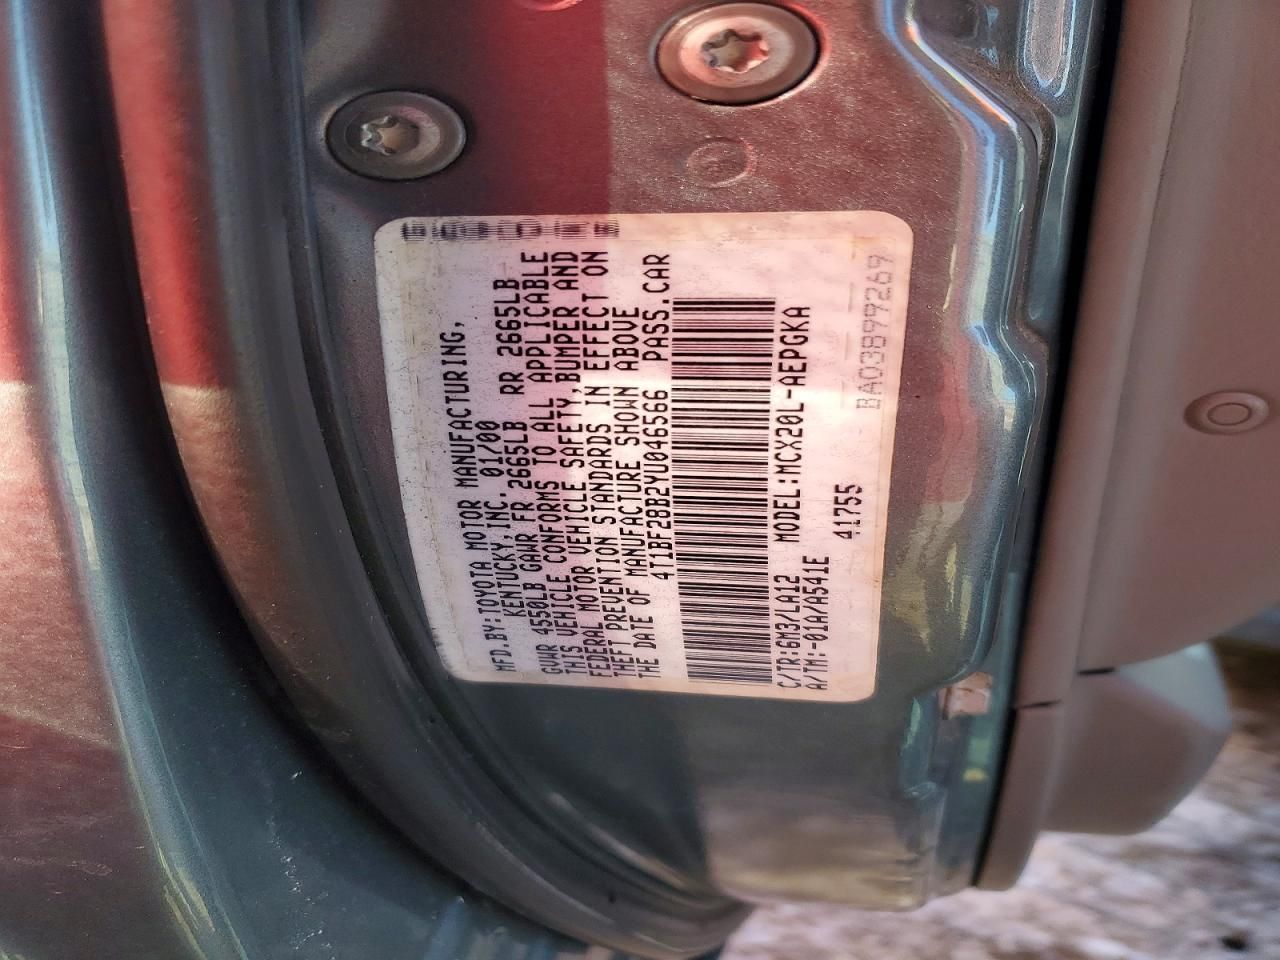 MFD.BY:TOYOTA MOTOR MANUFACTURING,
KENTUCKY,INC. 01/00
GVWR 4550LB GAWR FR 2665LB RR 2665LB
THIS VEHICLE CONFORMS TO ALL APPLICABLE
FEDERAL MOTOR VEHICLE SAFETY,BUMPER AND
THEFT PREVENTION STANDARDS IN EFFECT ON
THE DATE OF MANUFACTURE SHOWN ABOVE
4T1BF28B2YU046566 PASS.CAR
C/TR:6M3/LA12 MODEL:MCX20L-AEPGKA
A/TM:-01A/A541E 41755
BA03899269